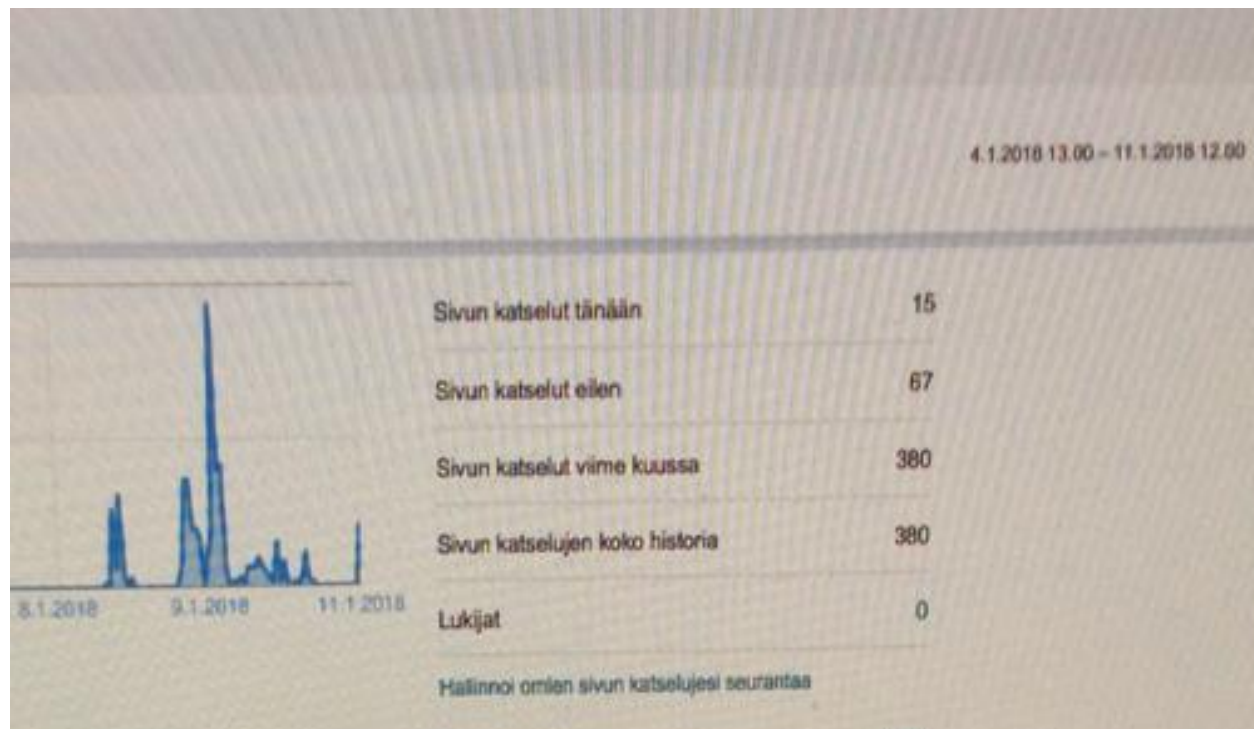 4.1.2018 13.00 – 11.1.2018 12.00
Sivun katselut tänään 15
Sivun katselut eilen 67
Sivun katselut viime kuussa 380
Sivun katselujen koko historia 380
Lukijat 0
Hallinnoi omien sivun katselujesi seurantaa
8.1.2018 9.1.2018 11.1.2018